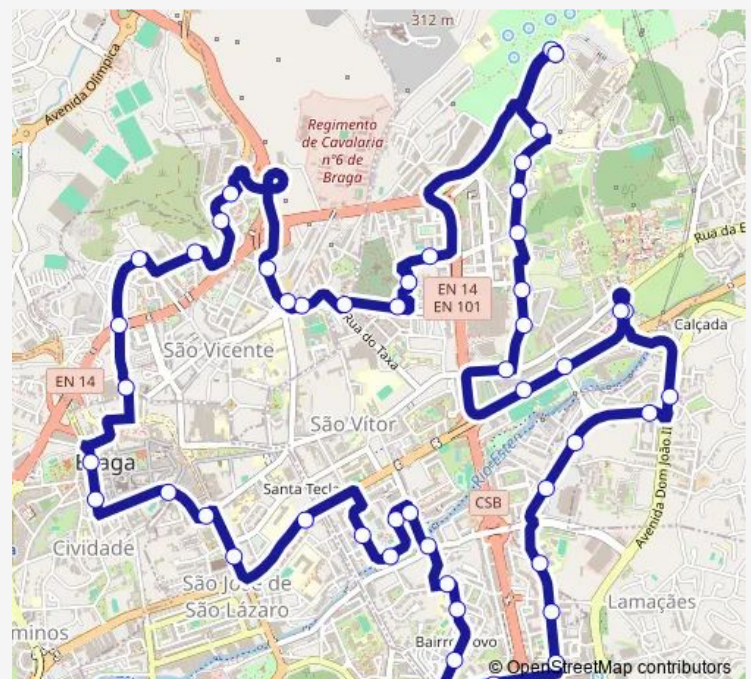 312 m
Avenida Olímpica
Regimento
de Cavalaria
nº6 de
Braga
Rua da E
EN 14
EN 101
Calçada
Rua do Taxa
São Vicente
EN 14
São Vitor
Braga
Santa Tecla
Rio Este
CSB
Avenida Dom João II
Cividade
São José de
São Lázaro
Lamaçães
minos
Bairro Novo
© OpenStreetMap contributors